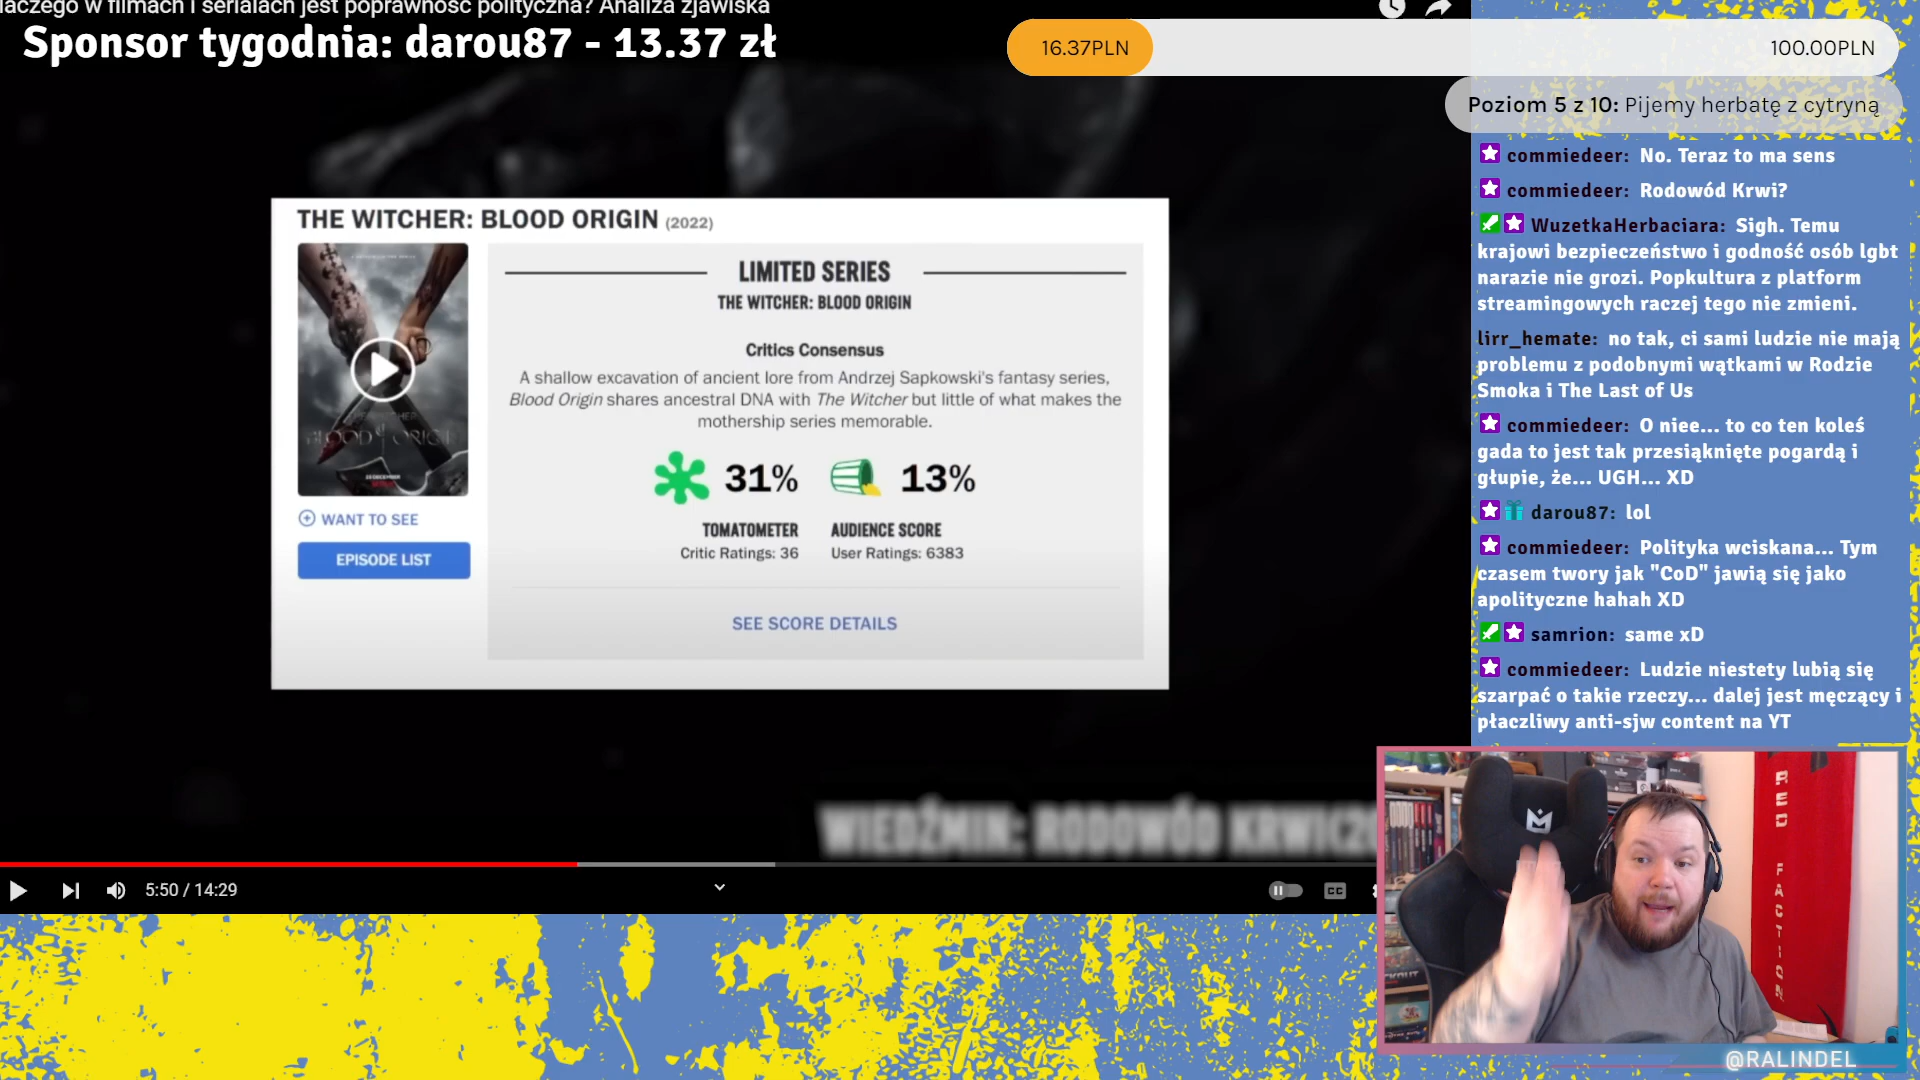 laczego w filmach i serialach jest poprawność polityczna? Analiza zjawiska
Sponsor tygodnia: darou87 - 13.37 zł
16.37PLN
100.00PLN
Poziom 5 z 10: Pijemy herbatę z cytryną
THE WITCHER: BLOOD ORIGIN (2022)
LIMITED SERIES
THE WITCHER: BLOOD ORIGIN
Critics Consensus
A shallow excavation of ancient lore from Andrzej Sapkowski's fantasy series,
Blood Origin shares ancestral DNA with The Witcher but little of what makes the
mothership series memorable.
31%
13%
TOMATOMETER
AUDIENCE SCORE
Critic Ratings: 36
User Ratings: 6383
SEE SCORE DETAILS
WANT TO SEE
EPISODE LIST
WIEDŹMIN: RODOWÓD KRWI
5:50 / 14:29
CC
commiedeer: No. Teraz to ma sens
commiedeer: Rodowód Krwi?
WuzetkaHerbaciara: Sigh. Temu
krajowi bezpieczeństwo i godność osób lgbt
narazie nie grozi. Popkultura z platform
streamingowych raczej tego nie zmieni.
lirr_hemate: no tak, ci sami ludzie nie mają
problemu z podobnymi wątkami w Rodzie
Smoka i The Last of Us
commiedeer: O niee... to co ten koleś
gada to jest tak przesiąknięte pogardą i
głupie, że... UGH... XD
darou87: lol
commiedeer: Polityka wciskana... Tym
czasem twory jak "CoD" jawią się jako
apolityczne hahah XD
samrion: same xD
commiedeer: Ludzie niestety lubią się
szarpać o takie rzeczy... dalej jest męczący i
płaczliwy anti-sjw content na YT
RED FACTION
@RALINDEL